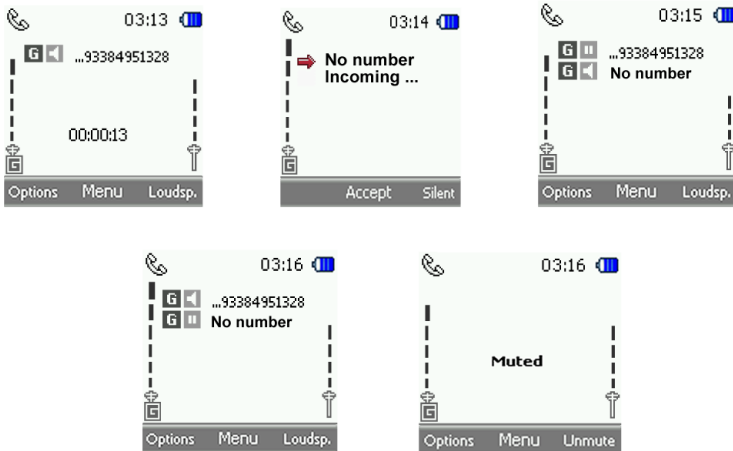 03:13
G ...93384951328
00:00:13
G
Options Menu Loudsp.
03:14
No number
Incoming ...
G
Accept Silent
03:15
G ...93384951328
G No number
G
Options Menu Loudsp.
03:16
G ...93384951328
G No number
G
Options Menu Loudsp.
03:16
Muted
G
Options Menu Unmute